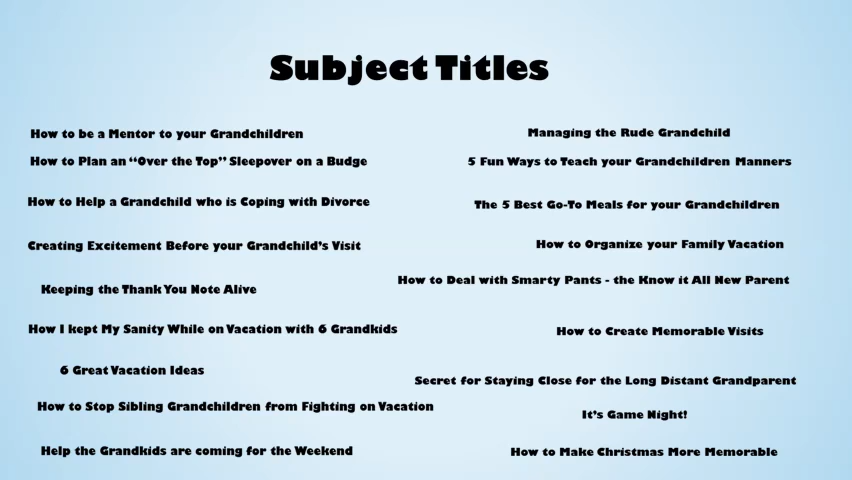 Subject Titles
How to be a Mentor to your Grandchildren
How to Plan an “Over the Top” Sleepover on a Budge
How to Help a Grandchild who is Coping with Divorce
Creating Excitement Before your Grandchild’s Visit
Keeping the Thank You Note Alive
How I kept My Sanity While on Vacation with 6 Grandkids
6 Great Vacation Ideas
How to Stop Sibling Grandchildren from Fighting on Vacation
Help the Grandkids are coming for the Weekend
Managing the Rude Grandchild
5 Fun Ways to Teach your Grandchildren Manners
The 5 Best Go-To Meals for your Grandchildren
How to Organize your Family Vacation
How to Deal with Smarty Pants - the Know it All New Parent
How to Create Memorable Visits
Secret for Staying Close for the Long Distant Grandparent
It’s Game Night!
How to Make Christmas More Memorable